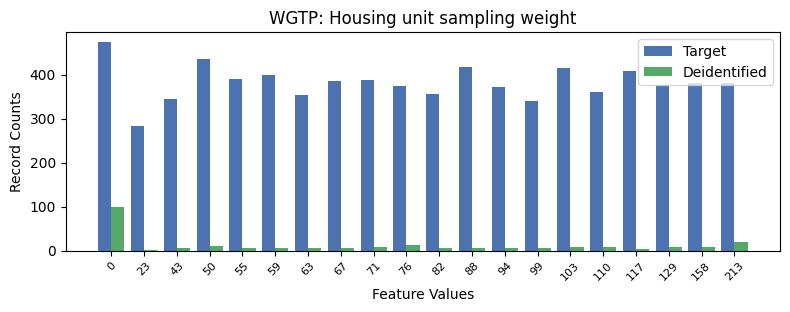 WGTP: Housing unit sampling weight
Target
Deidentified
Record Counts
400
300
200
100
0
0 23 43 50 55 59 63 67 71 76 82 88 94 99 103 110 117 129 158 213
Feature Values